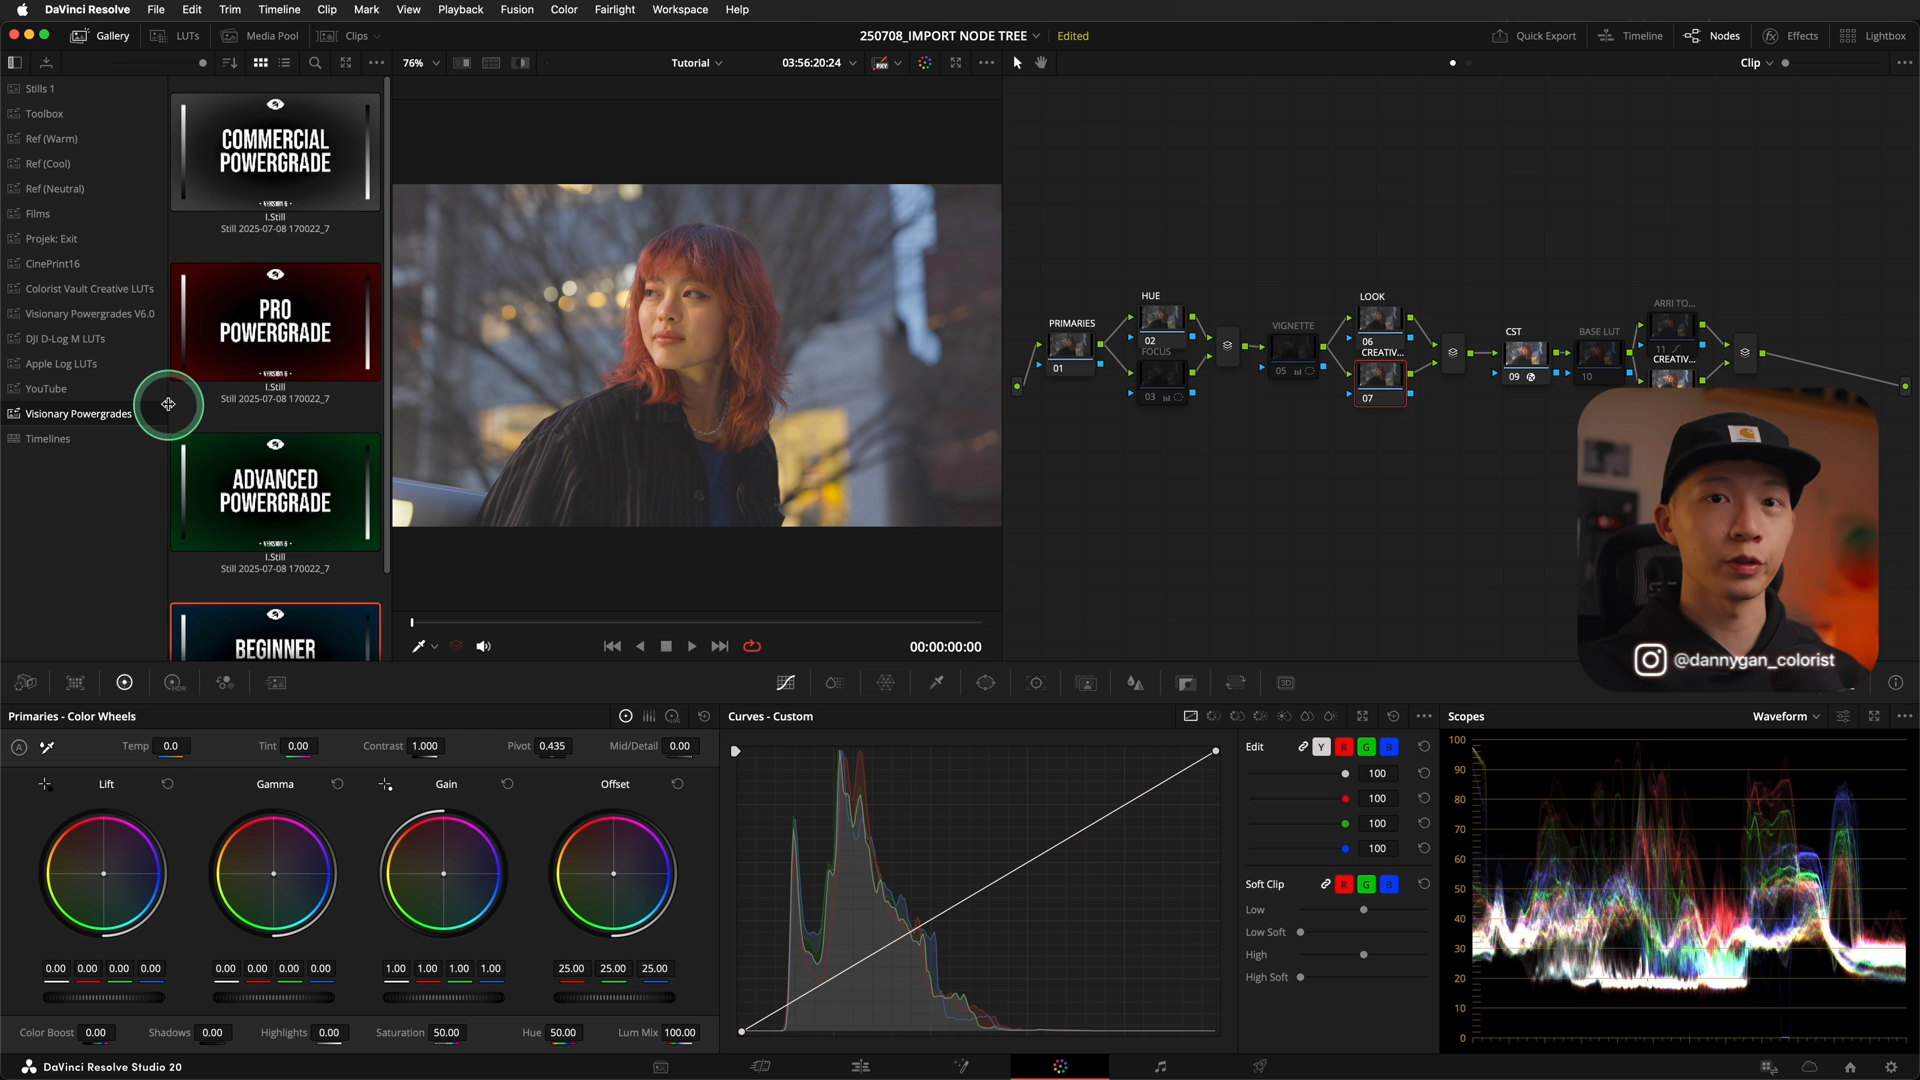 DaVinci Resolve File Edit Trim Timeline Clip Mark View Playback Fusion Color Fairlight Workspace Help
Gallery LUTs Media Pool Clips 250708_IMPORT NODE TREE Edited Quick Export Timeline Nodes Effects Lightbox
76% Tutorial 03:56:20:24 Clip
Stills 1
Toolbox
Ref (Warm)
Ref (Cool)
Ref (Neutral)
Films
Projek: Exit
CinePrint16
Colorist Vault Creative LUTs
Visionary Powergrades V6.0
DJI D-Log M LUTs
Apple Log LUTs
YouTube
Visionary Powergrades
Timelines
COMMERCIAL
POWERGRADE
- VERSION 6 -
I.Still
Still 2025-07-08 170022_7
PRO
POWERGRADE
I.Still
Still 2025-07-08 170022_7
ADVANCED
POWERGRADE
- VERSION 6 -
I.Still
Still 2025-07-08 170022_7
BEGINNER
00:00:00:00
PRIMARIES
01
HUE
02
FOCUS
03
VIGNETTE
05
LOOK
06
CREATIV...
07
CST
09
BASE LUT
10
ARRI TO...
11
CREATIV...
@dannygan_colorist
Primaries - Color Wheels
Temp 0.0 Tint 0.00 Contrast 1.000 Pivot 0.435 Mid/Detail 0.00
Lift Gamma Gain Offset
0.00 0.00 0.00 0.00 0.00 0.00 0.00 0.00 1.00 1.00 1.00 1.00 25.00 25.00 25.00
Color Boost 0.00 Shadows 0.00 Highlights 0.00 Saturation 50.00 Hue 50.00 Lum Mix 100.00
Curves - Custom
Edit Y R G B
100
100
100
100
Soft Clip R G B
Low
Low Soft
High
High Soft
Scopes Waveform
100
90
80
70
60
50
40
30
20
10
0
DaVinci Resolve Studio 20